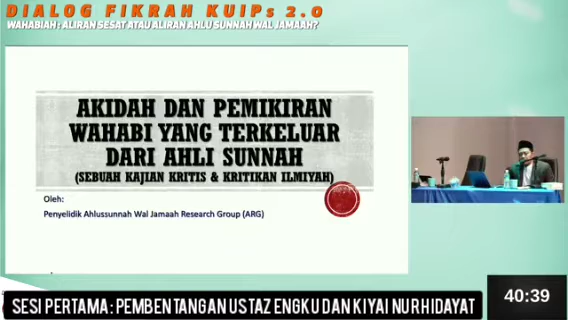 DIALOG FIKRAH KUIPs 2.0
WAHABIAH : ALIRAN SESAT ATAU ALIRAN AHLU SUNNAH WAL JAMAAH?
AKIDAH DAN PEMIKIRAN
WAHABI YANG TERKELUAR
DARI AHLI SUNNAH
(SEBUAH KAJIAN KRITIS & KRITIKAN ILMIYAH)
Oleh:
Penyelidik Ahlussunnah Wal Jamaah Research Group (ARG)
SESI PERTAMA : PEMBENTANGAN USTAZ ENGKU DAN KIYAI NURHIDAYAT
40:39